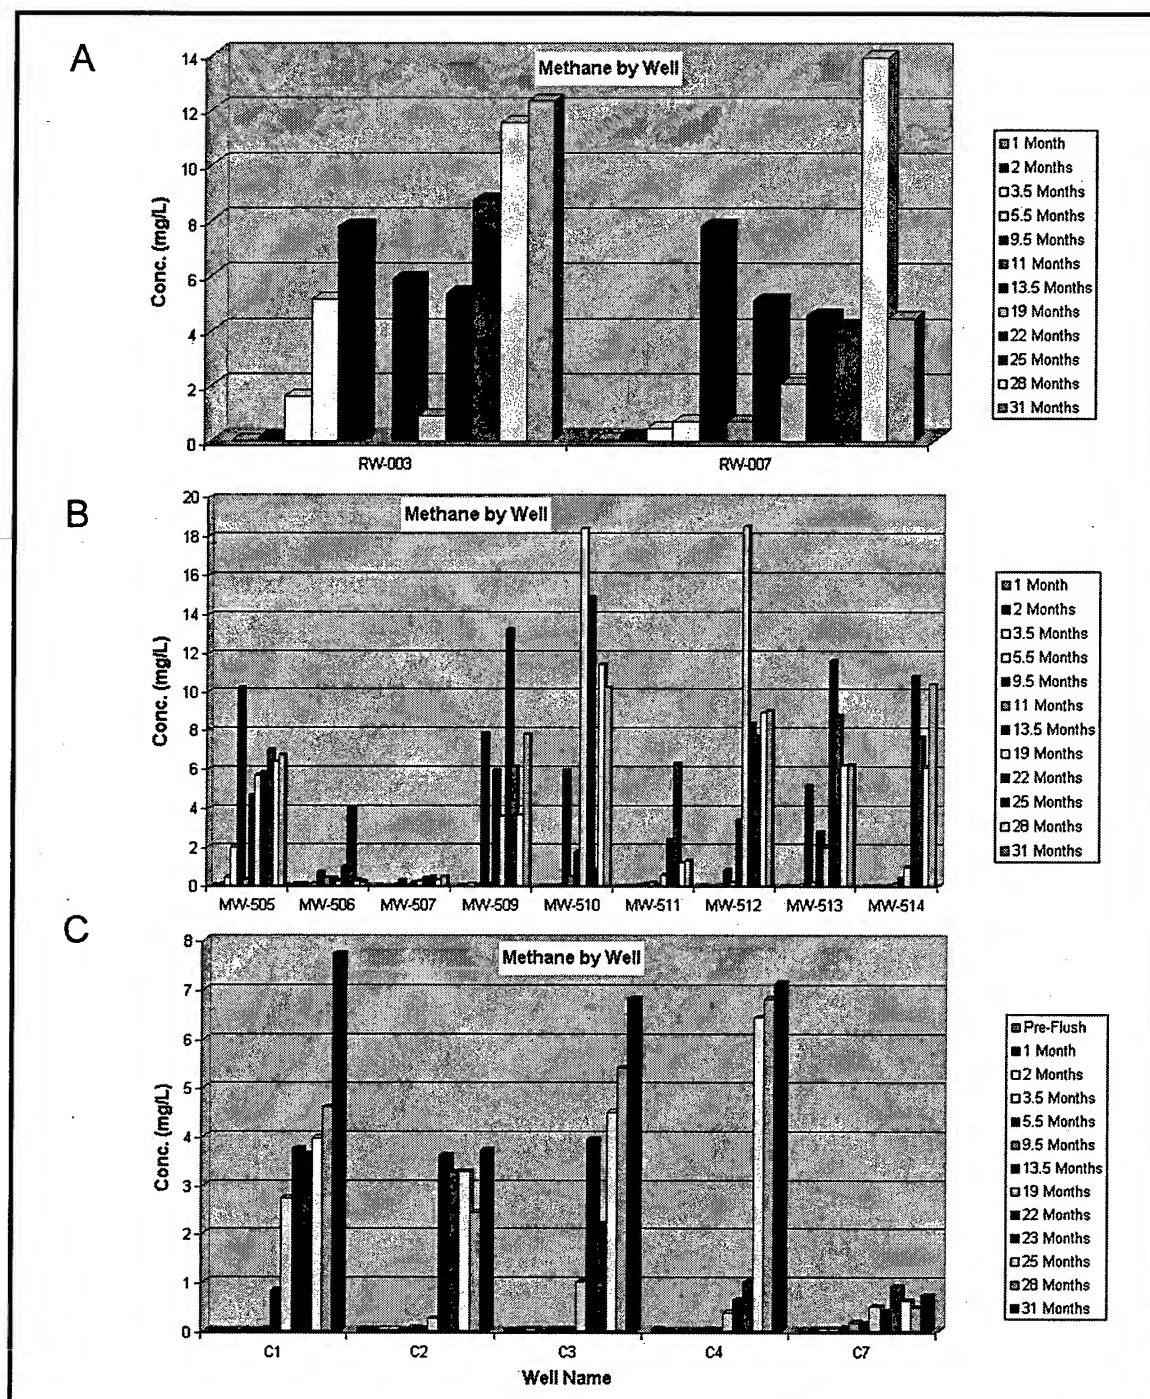 A
Methane by Well
14
12
10
8
6
4
2
0
Conc. (mg/L)
RW-003
RW-007
1 Month
2 Months
3.5 Months
5.5 Months
9.5 Months
11 Months
13.5 Months
19 Months
22 Months
25 Months
28 Months
31 Months
B
Methane by Well
20
18
16
14
12
10
8
6
4
2
0
Conc. (mg/L)
MW-505
MW-506
MW-507
MW-509
MW-510
MW-511
MW-512
MW-513
MW-514
1 Month
2 Months
3.5 Months
5.5 Months
9.5 Months
11 Months
13.5 Months
19 Months
22 Months
25 Months
28 Months
31 Months
C
Methane by Well
8
7
6
5
4
3
2
1
0
Conc. (mg/L)
C1
C2
C3
C4
C7
Well Name
Pre-Flush
1 Month
2 Months
3.5 Months
5.5 Months
9.5 Months
13.5 Months
19 Months
22 Months
23 Months
25 Months
28 Months
31 Months